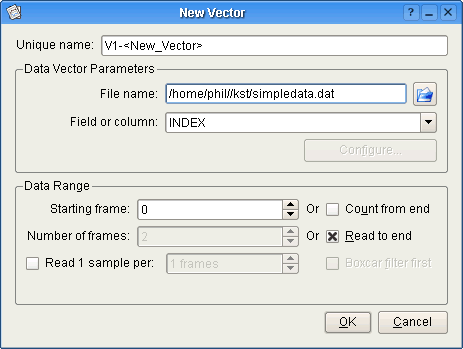 New Vector
Unique name: V1-<New_Vector>
Data Vector Parameters
File name: /home/phil//kst/simpledata.dat
Field or column: INDEX
Configure...
Data Range
Starting frame: 0 Or Count from end
Number of frames: 2 Or Read to end
Read 1 sample per: 1 frames Boxcar filter first
OK Cancel